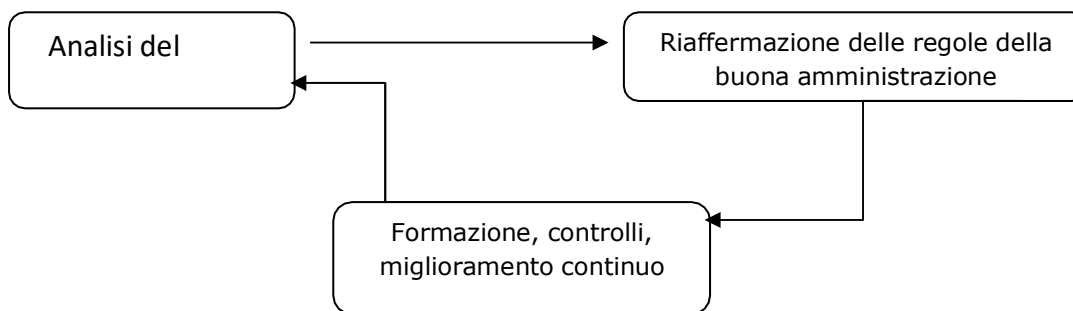 Analisi del
Riaffermazione delle regole della
buona amministrazione
Formazione, controlli,
miglioramento continuo